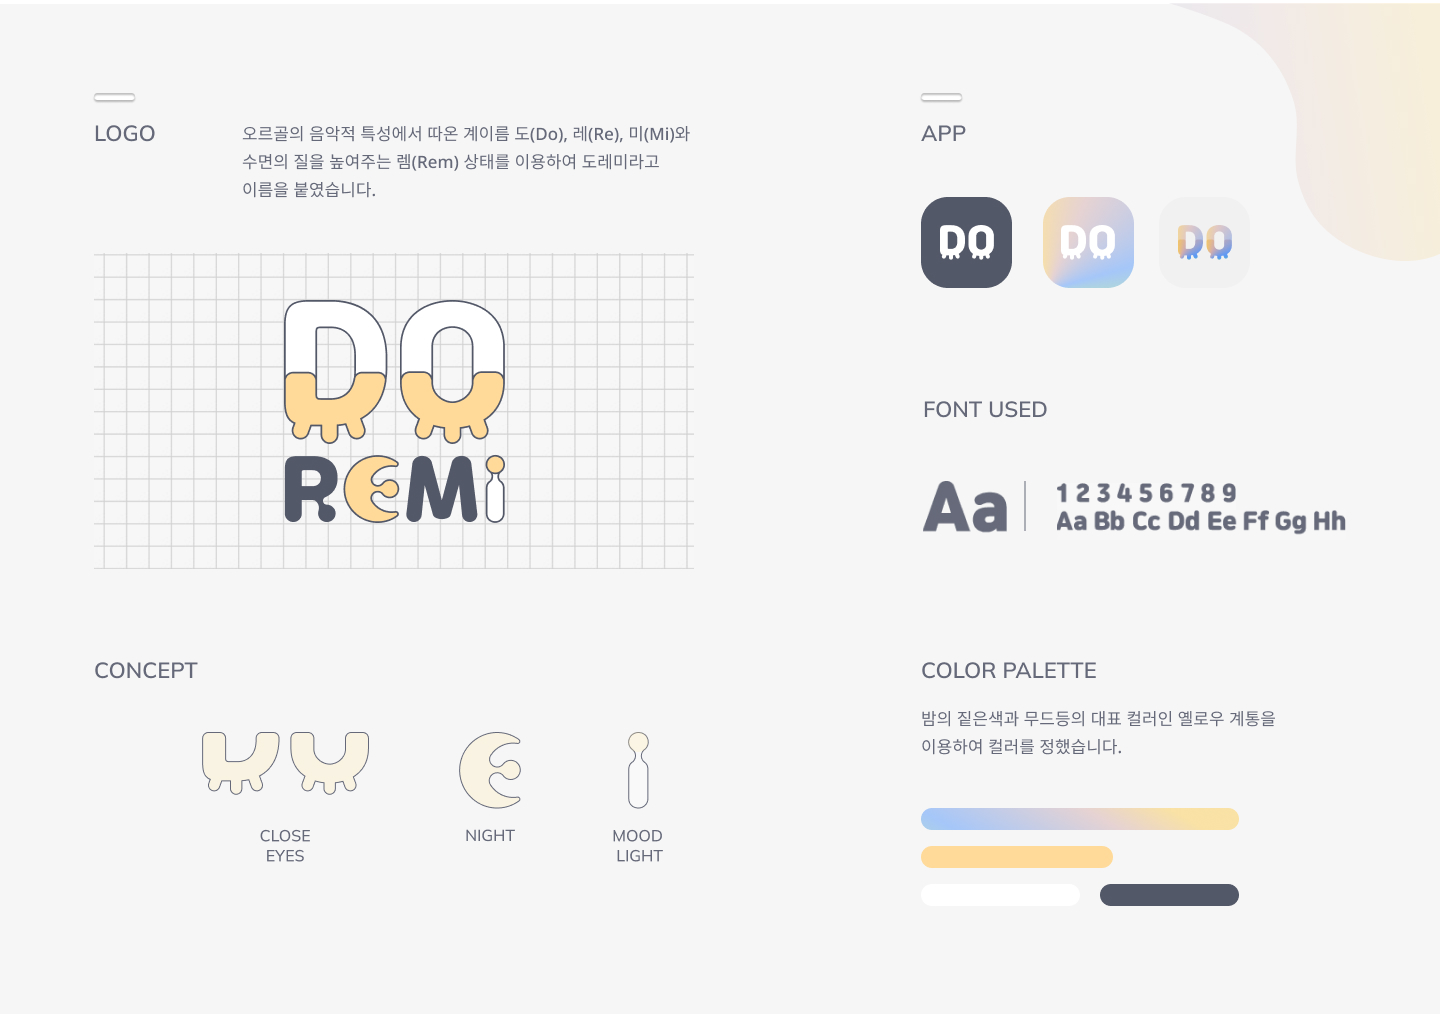 LOGO
오르골의 음악적 특성에서 따온 계이름 도(Do), 레(Re), 미(Mi)와
수면의 질을 높여주는 렘(Rem) 상태를 이용하여 도레미라고
이름을 붙였습니다.
DO
REMi
CONCEPT
CLOSE
EYES
NIGHT
MOOD
LIGHT
APP
DO
DO
DO
FONT USED
Aa
1 2 3 4 5 6 7 8 9
Aa Bb Cc Dd Ee Ff Gg Hh
COLOR PALETTE
밤의 짙은색과 무드등의 대표 컬러인 옐로우 계통을
이용하여 컬러를 정했습니다.